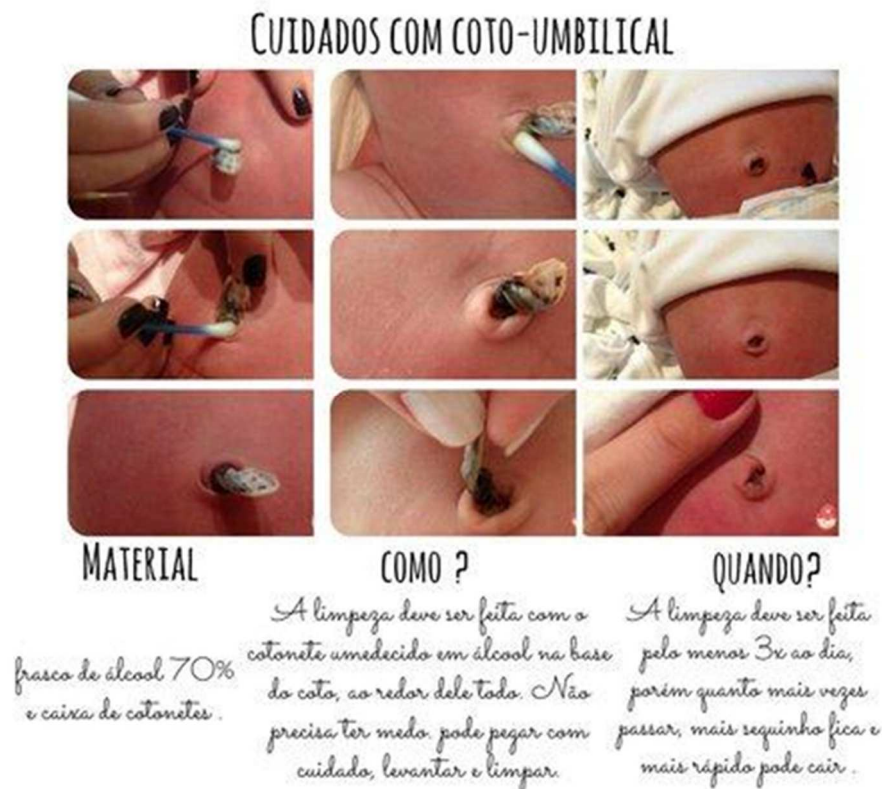 CUIDADOS COM COTO-UMBILICAL
MATERIAL
frasco de álcool 70%
e caixa de cotonetes .
COMO ?
A limpeza deve ser feita com o
cotonete umedecido em álcool na base
do coto, ao redor dele todo. Não
precisa ter medo. pode pegar com
cuidado, levantar e limpar.
QUANDO?
A limpeza deve ser feita
pelo menos 3x ao dia,
porém quanto mais vezes
passar, mais sequinho fica e
mais rápido pode cair .